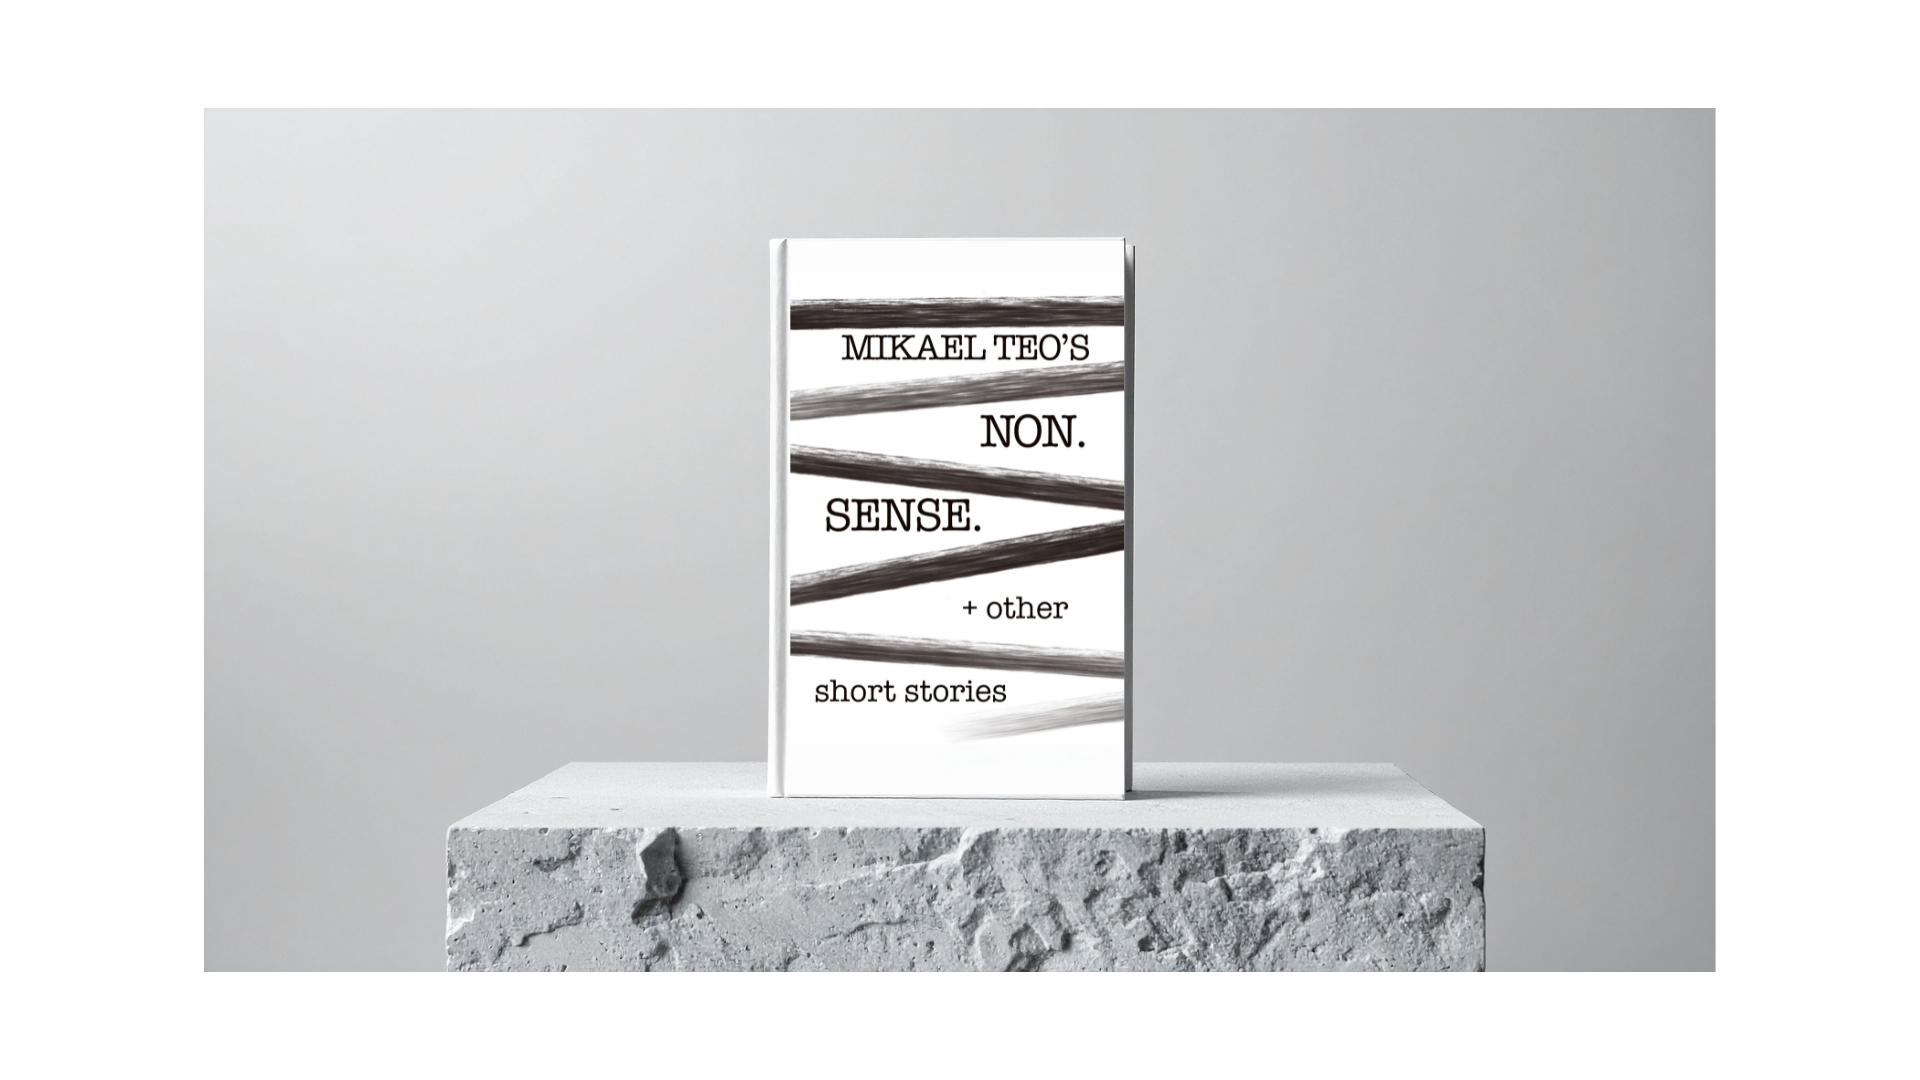 MIKAEL TEO’S
NON.
SENSE.
+ other
short stories